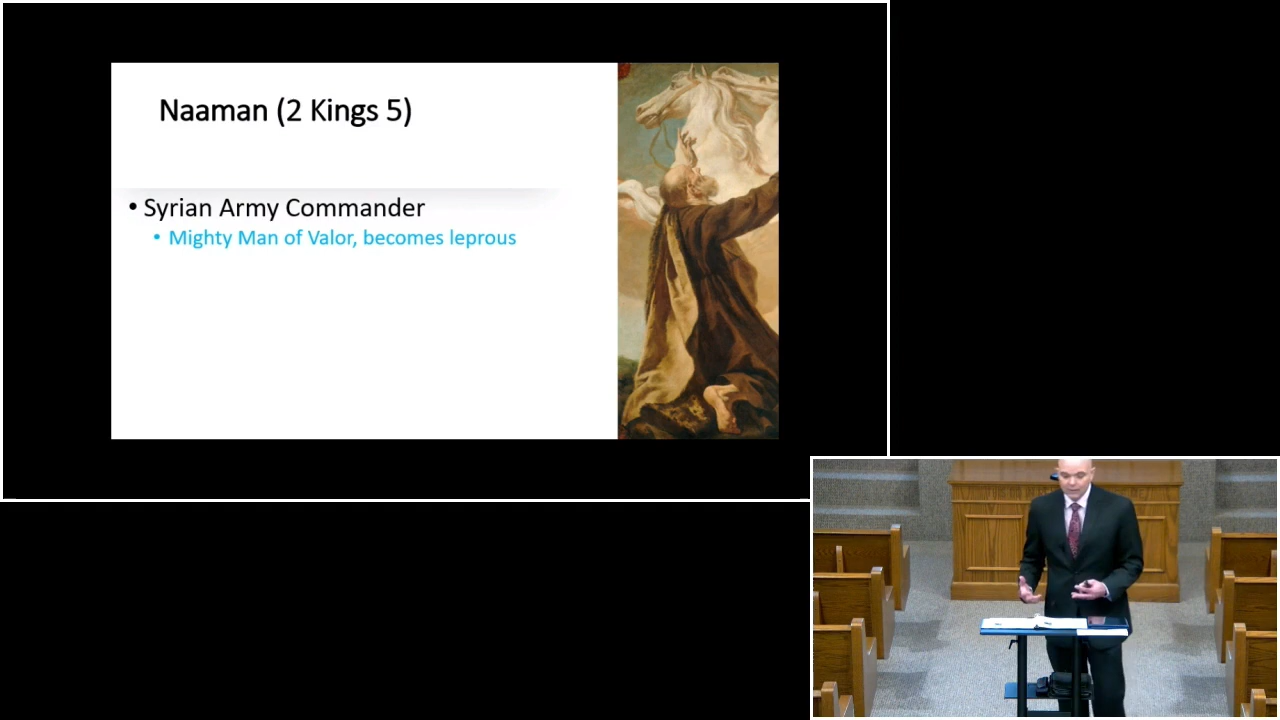 Naaman (2 Kings 5)
• Syrian Army Commander
• Mighty Man of Valor, becomes leprous